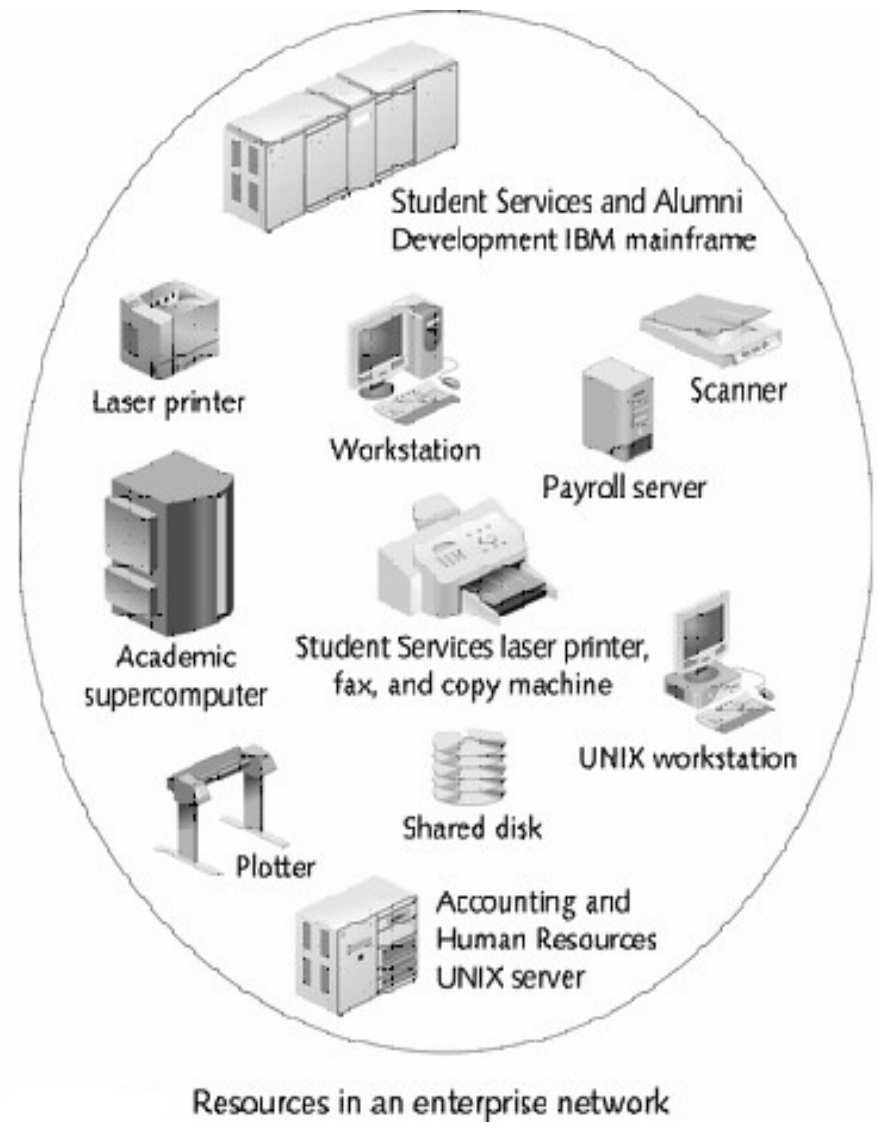 Student Services and Alumni
Development IBM mainframe
Laser printer
Workstation
Scanner
Payroll server
Academic
supercomputer
Student Services laser printer,
fax, and copy machine
UNIX workstation
Shared disk
Plotter
Accounting and
Human Resources
UNIX server
Resources in an enterprise network